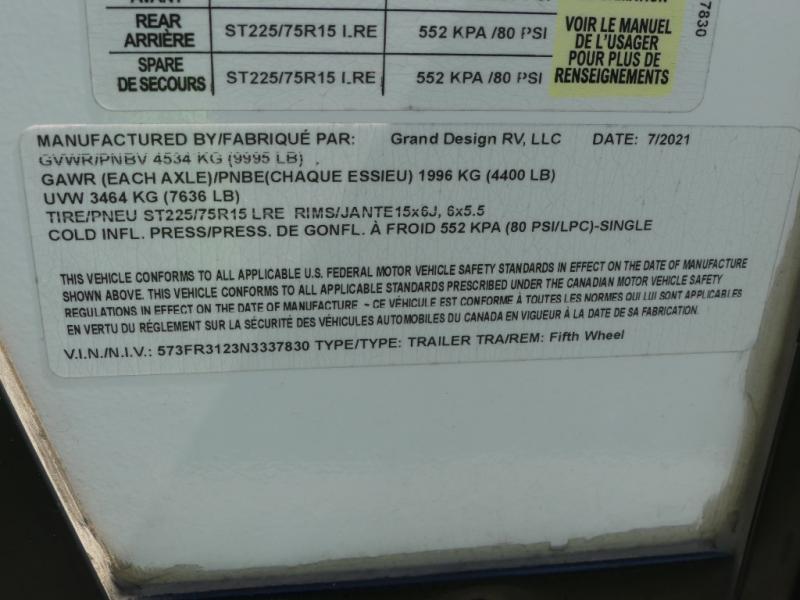 REAR
ARRIÈRE
ST225/75R15 LRE
552 KPA /80 PSI
SPARE
DE SECOURS
ST225/75R15 LRE
552 KPA /80 PSI
VOIR LE MANUEL
DE L'USAGER
POUR PLUS DE
RENSEIGNEMENTS
7830
MANUFACTURED BY/FABRIQUÉ PAR: Grand Design RV, LLC DATE: 7/2021
GVWR/PNBV 4534 KG (9995 LB)
GAWR (EACH AXLE)/PNBE(CHAQUE ESSIEU) 1996 KG (4400 LB)
UVW 3464 KG (7636 LB)
TIRE/PNEU ST225/75R15 LRE RIMS/JANTE15x6J, 6x5.5
COLD INFL. PRESS/PRESS. DE GONFL. À FROID 552 KPA (80 PSI/LPC)-SINGLE
THIS VEHICLE CONFORMS TO ALL APPLICABLE U.S. FEDERAL MOTOR VEHICLE SAFETY STANDARDS IN EFFECT ON THE DATE OF MANUFACTURE
SHOWN ABOVE. THIS VEHICLE CONFORMS TO ALL APPLICABLE STANDARDS PRESCRIBED UNDER THE CANADIAN MOTOR VEHICLE SAFETY
REGULATIONS IN EFFECT ON THE DATE OF MANUFACTURE. ~ CE VÉHICULE EST CONFORME À TOUTES LES NORMES QUI LUI SONT APPLICABLES
EN VERTU DU RÉGLEMENT SUR LA SÉCURITÉ DES VÉHICULES AUTOMOBILES DU CANADA EN VIGUEUR À LA DATE DE SA FABRICATION.
V.I.N./N.I.V.: 573FR3123N3337830 TYPE/TYPE: TRAILER TRA/REM: Fifth Wheel